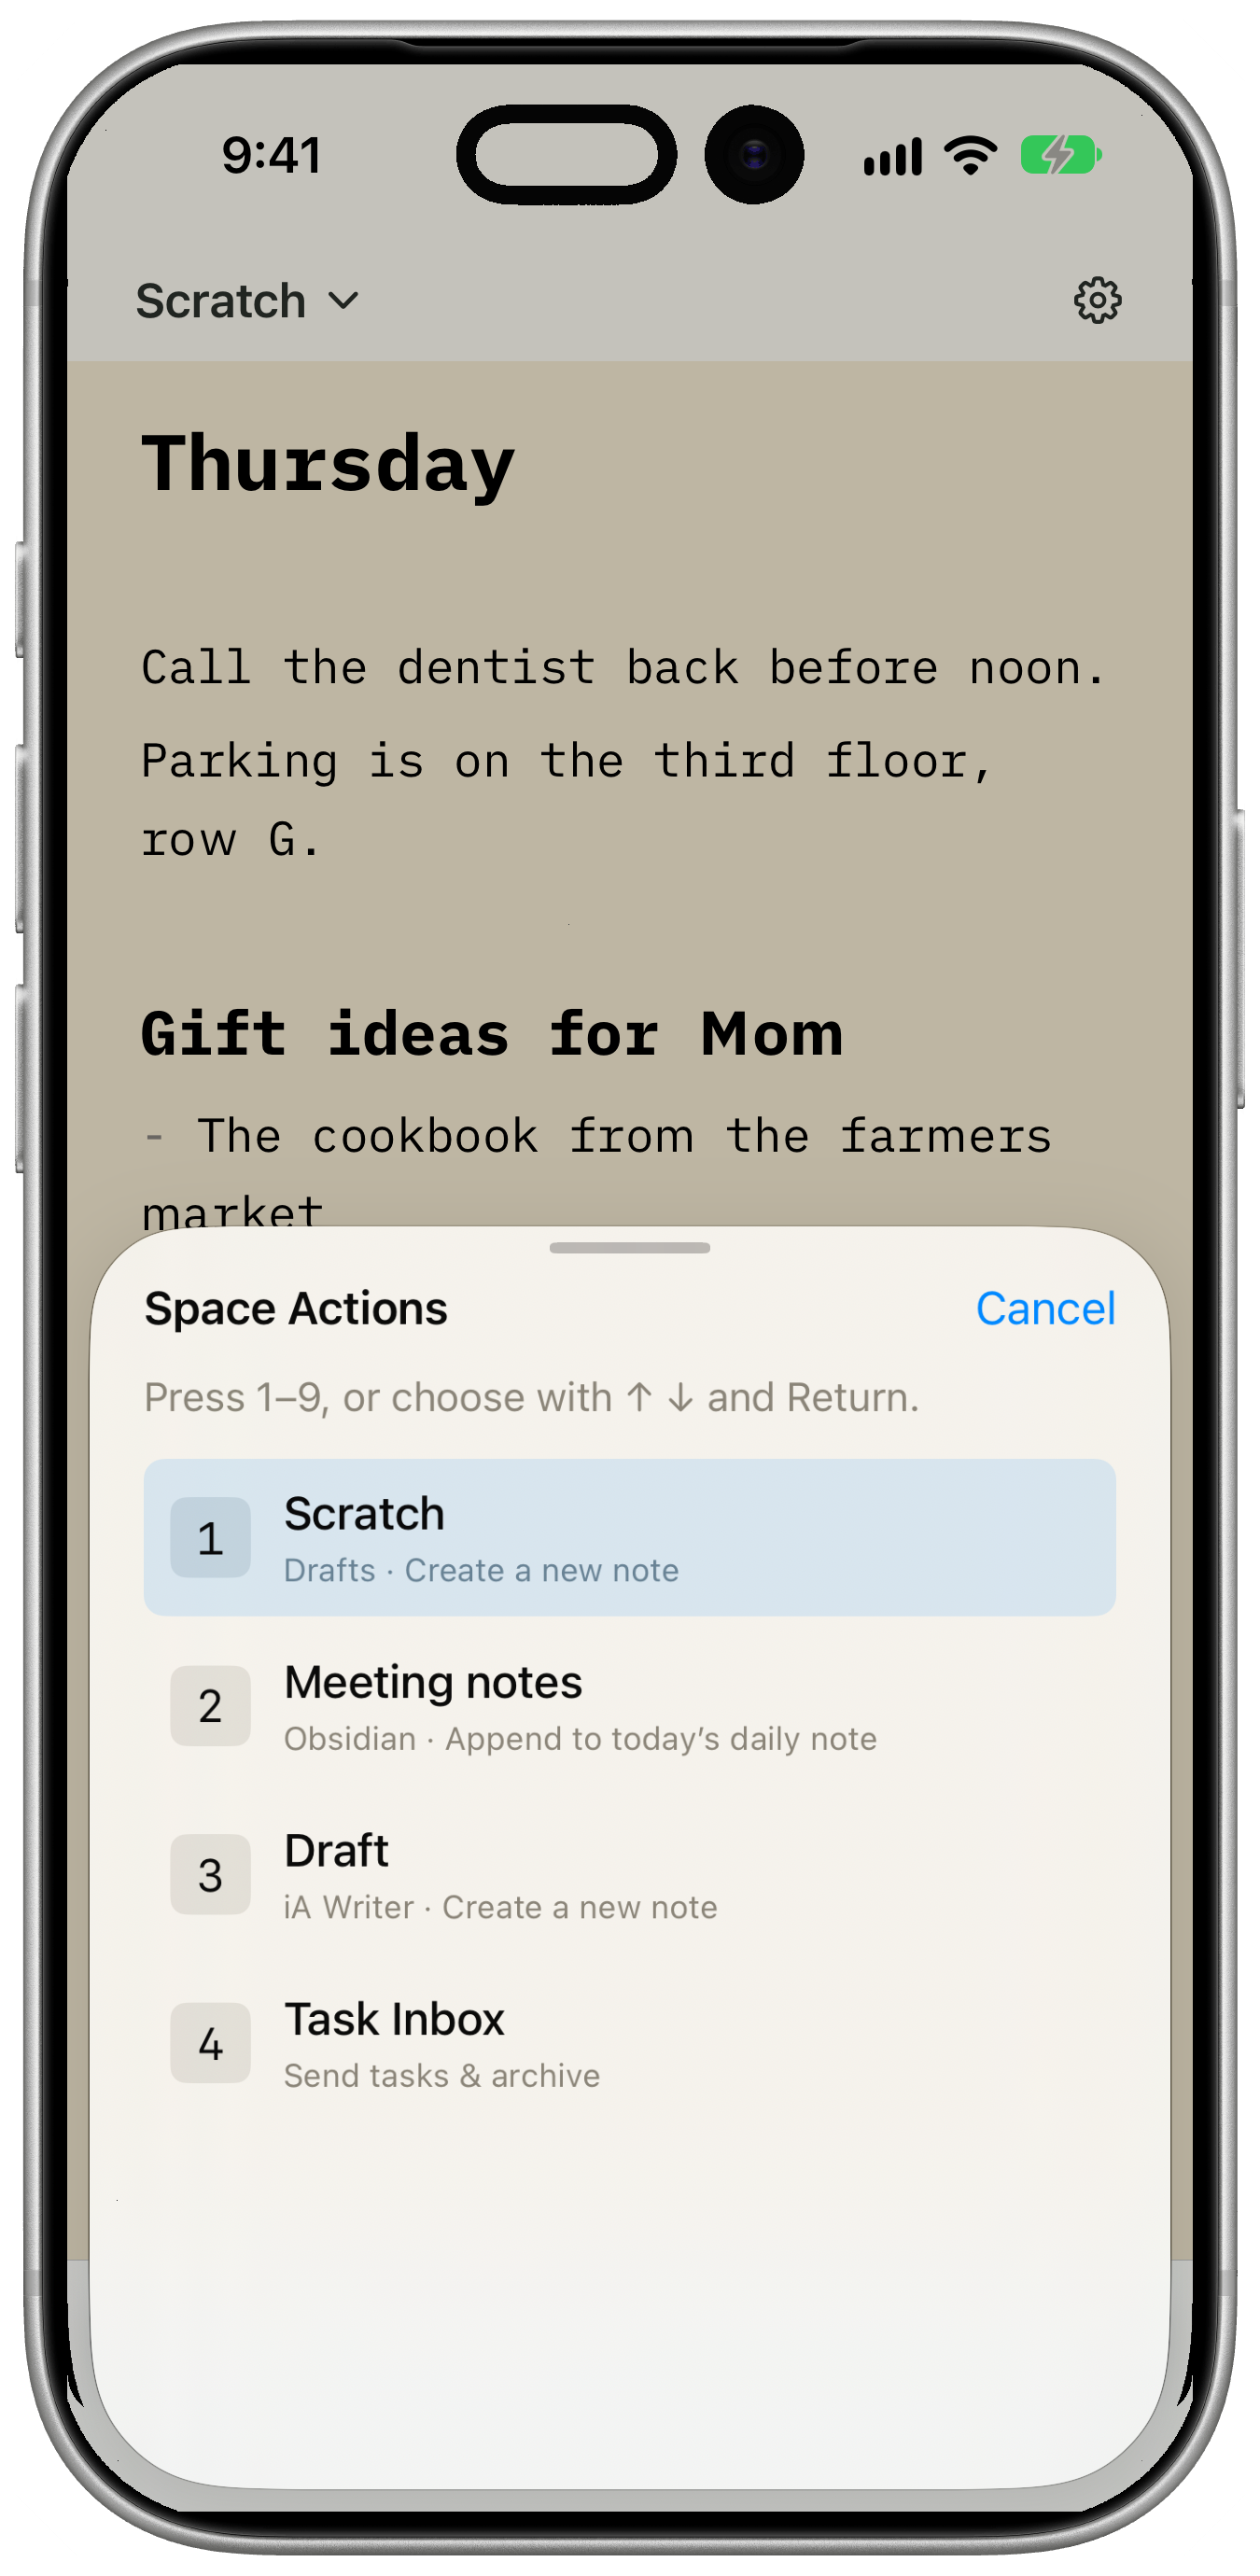 9:41
Scratch
Thursday
Call the dentist back before noon.
Parking is on the third floor,
row G.
Gift ideas for Mom
- The cookbook from the farmers
market
Space Actions
Cancel
Press 1–9, or choose with ↑ ↓ and Return.
1
Scratch
Drafts · Create a new note
2
Meeting notes
Obsidian · Append to today’s daily note
3
Draft
iA Writer · Create a new note
4
Task Inbox
Send tasks & archive